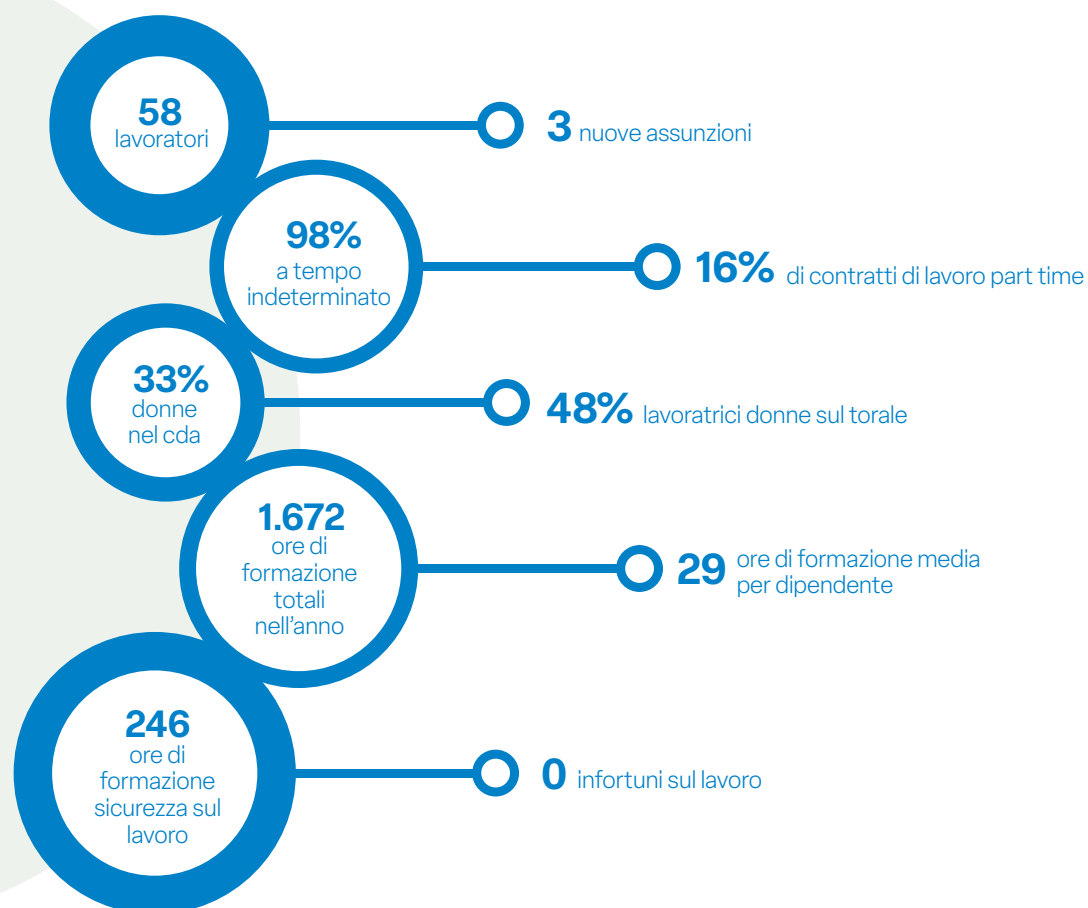 58
lavoratori
3 nuove assunzioni
98%
a tempo
indeterminato
16% di contratti di lavoro part time
33%
donne
nel cda
48% lavoratrici donne sul torale
1.672
ore di
formazione
totali
nell'anno
29 ore di formazione media
per dipendente
246
ore di
formazione
sicurezza sul
lavoro
0 infortuni sul lavoro